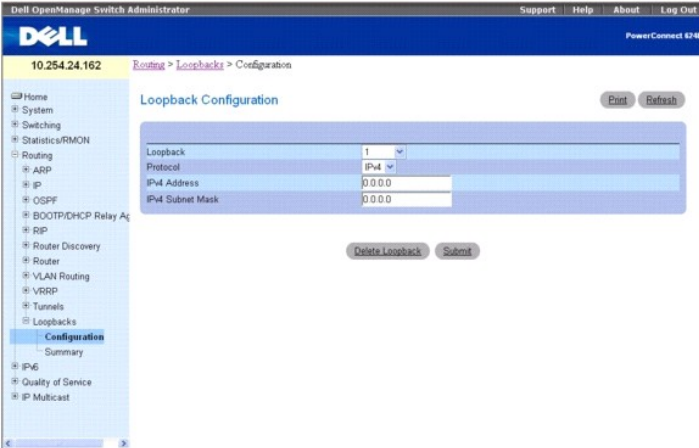 Dell OpenManage Switch Administrator
Support Help About Log Out
DELL
PowerConnect 624
10.254.24.162
Routing > Loopbacks > Configuration
Home
System
Switching
Statistics/RMON
Routing
ARP
IP
OSPF
BOOTP/DHCP Relay Ag
RIP
Router Discovery
Router
VLAN Routing
VRRP
Tunnels
Loopbacks
Configuration
Summary
IPv6
Quality of Service
IP Multicast
Loopback Configuration
Print Refresh
Loopback 1
Protocol IPv4
IPv4 Address 0.0.0.0
IPv4 Subnet Mask 0.0.0.0
Delete Loopback Submit